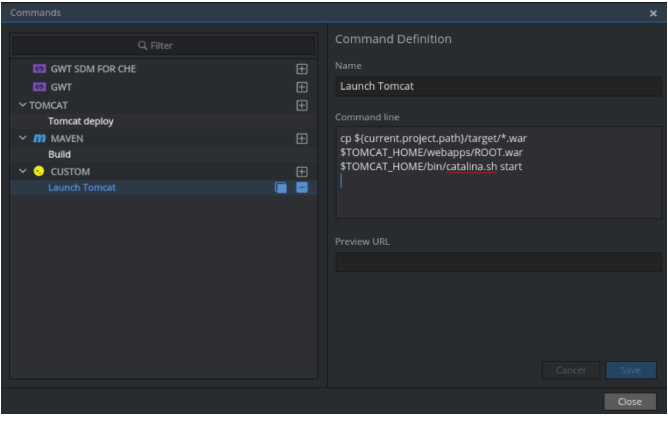 Commands
Filter
GWT SDM FOR CHE
GWT
TOMCAT
Tomcat deploy
MAVEN
Build
CUSTOM
Launch Tomcat
Command Definition
Name
Launch Tomcat
Command line
cp ${current.project.path}/target/*.war
$TOMCAT_HOME/webapps/ROOT.war
$TOMCAT_HOME/bin/catalina.sh start
Preview URL
Cancel
Save
Close